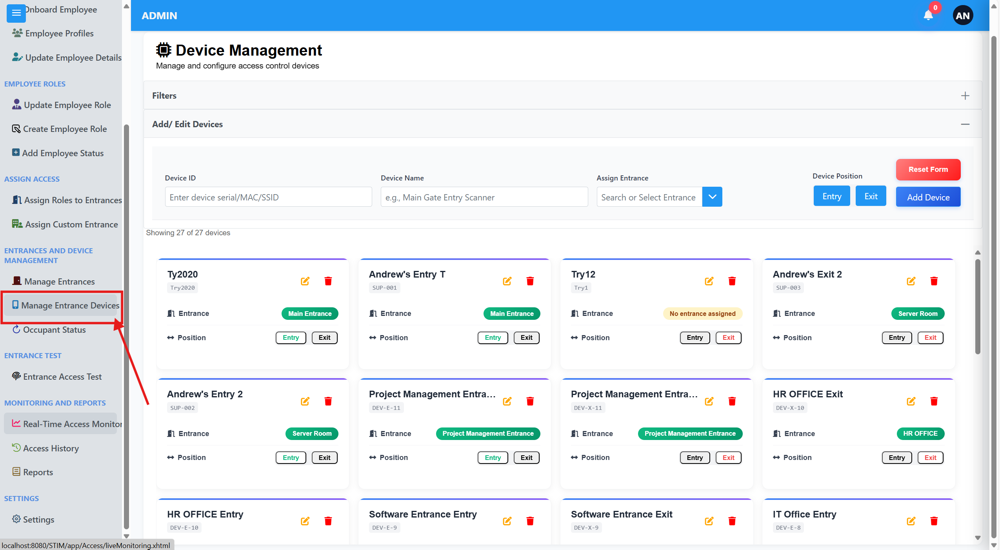 Onboard Employee
Employee Profiles
Update Employee Details
EMPLOYEE ROLES
Update Employee Role
Create Employee Role
Add Employee Status
ASSIGN ACCESS
Assign Roles to Entrances
Assign Custom Entrance
ENTRANCES AND DEVICE
MANAGEMENT
Manage Entrances
Manage Entrance Devices
Occupant Status
ENTRANCE TEST
Entrance Access Test
MONITORING AND REPORTS
Real-Time Access Monitor
Access History
Reports
SETTINGS
Settings
localhost:8080/STIM/app/Access/liveMonitoring.xhtml
ADMIN
0
AN
Device Management
Manage and configure access control devices
Filters
Add/ Edit Devices
Device ID
Enter device serial/MAC/SSID
Device Name
e.g., Main Gate Entry Scanner
Assign Entrance
Search or Select Entrance
Device Position
Entry Exit
Reset Form
Add Device
Showing 27 of 27 devices
Ty2020
Try2020
Entrance Main Entrance
Position Entry Exit
Andrew's Entry T
SUP-001
Entrance Main Entrance
Position Entry Exit
Try12
Try1
Entrance No entrance assigned
Position Entry Exit
Andrew's Exit 2
SUP-003
Entrance Server Room
Position Entry Exit
Andrew's Entry 2
SUP-002
Entrance Server Room
Position Entry Exit
Project Management Entra...
DEV-E-11
Entrance Project Management Entrance
Position Entry Exit
Project Management Entra...
DEV-X-11
Entrance Project Management Entrance
Position Entry Exit
HR OFFICE Exit
DEV-X-10
Entrance HR OFFICE
Position Entry Exit
HR OFFICE Entry
DEV-E-10
Software Entrance Entry
DEV-E-9
Software Entrance Exit
DEV-X-9
IT Office Entry
DEV-E-8